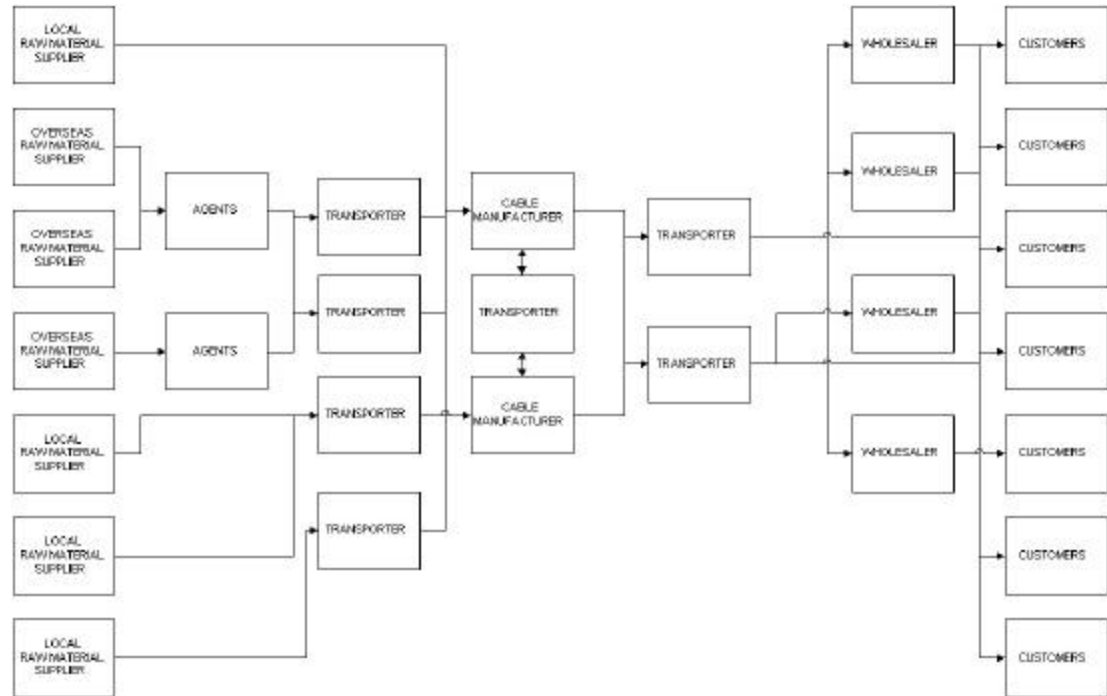 LOCAL
RAW MATERIAL
SUPPLIER
OVERSEAS
RAW MATERIAL
SUPPLIER
OVERSEAS
RAW MATERIAL
SUPPLIER
OVERSEAS
RAW MATERIAL
SUPPLIER
LOCAL
RAW MATERIAL
SUPPLIER
LOCAL
RAW MATERIAL
SUPPLIER
LOCAL
RAW MATERIAL
SUPPLIER
AGENTS
AGENTS
TRANSPORTER
TRANSPORTER
TRANSPORTER
TRANSPORTER
CABLE
MANUFACTURER
TRANSPORTER
CABLE
MANUFACTURER
TRANSPORTER
TRANSPORTER
WHOLESALER
WHOLESALER
WHOLESALER
WHOLESALER
CUSTOMERS
CUSTOMERS
CUSTOMERS
CUSTOMERS
CUSTOMERS
CUSTOMERS
CUSTOMERS